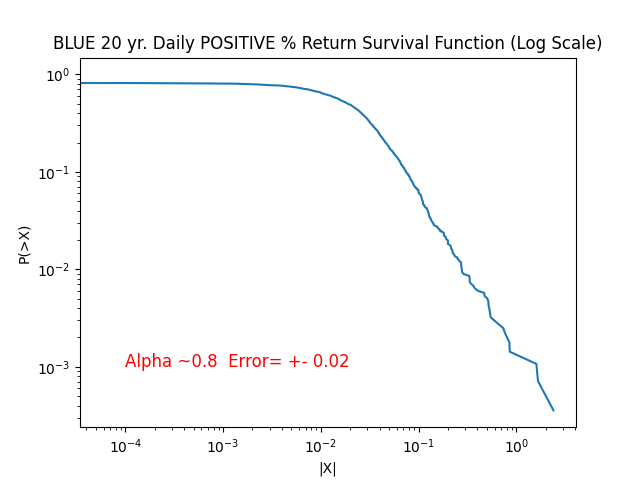 BLUE 20 yr. Daily POSITIVE % Return Survival Function (Log Scale)
10⁰
10⁻¹
10⁻²
10⁻³
P(>X)
Alpha ~0.8  Error= +- 0.02
10⁻⁴ 10⁻³ 10⁻² 10⁻¹ 10⁰
|X|